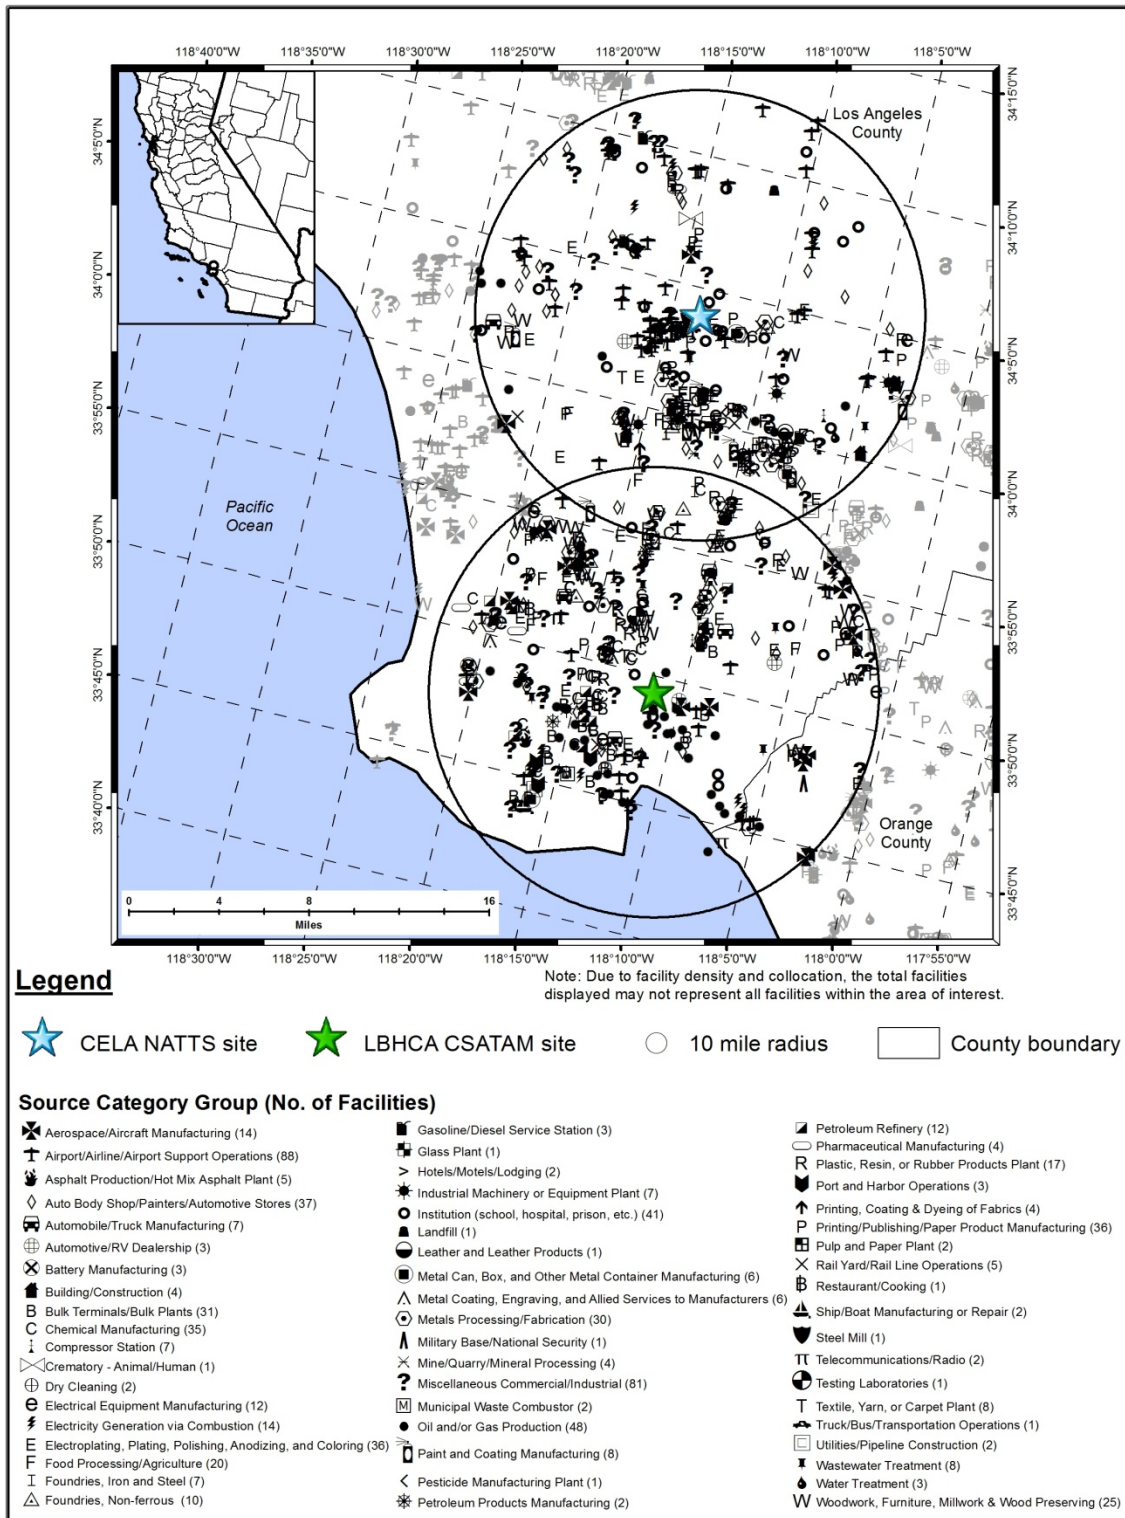 118°40'0"W 118°35'0"W 118°25'0"W 118°20'0"W 118°15'0"W 118°10'0"W 118°5'0"W
34°15'0"N
34°10'0"N
34°5'0"N
34°0'0"N
33°55'0"N
33°50'0"N
33°45'0"N
34°5'0"N
34°0'0"N
33°55'0"N
33°50'0"N
33°45'0"N
33°40'0"N
Los Angeles
County
Pacific
Ocean
Orange
County
0 4 8 12 16
Miles
118°30'0"W 118°25'0"W 118°20'0"W 118°15'0"W 118°10'0"W 118°5'0"W 118°0'0"W 117°55'0"W
Legend
Note: Due to facility density and collocation, the total facilities
displayed may not represent all facilities within the area of interest.
CELA NATTS site LBHCA CSATAM site 10 mile radius County boundary
Source Category Group (No. of Facilities)
Aerospace/Aircraft Manufacturing (14)
Airport/Airline/Airport Support Operations (88)
Asphalt Production/Hot Mix Asphalt Plant (5)
Auto Body Shop/Painters/Automotive Stores (37)
Automobile/Truck Manufacturing (7)
Automotive/RV Dealership (3)
Battery Manufacturing (3)
Building/Construction (4)
B Bulk Terminals/Bulk Plants (31)
C Chemical Manufacturing (35)
Compressor Station (7)
Crematory - Animal/Human (1)
Dry Cleaning (2)
e Electrical Equipment Manufacturing (12)
Electricity Generation via Combustion (14)
E Electroplating, Plating, Polishing, Anodizing, and Coloring (36)
F Food Processing/Agriculture (20)
I Foundries, Iron and Steel (7)
Foundries, Non-ferrous (10)
Gasoline/Diesel Service Station (3)
Glass Plant (1)
> Hotels/Motels/Lodging (2)
Industrial Machinery or Equipment Plant (7)
Institution (school, hospital, prison, etc.) (41)
Landfill (1)
Leather and Leather Products (1)
Metal Can, Box, and Other Metal Container Manufacturing (6)
Metal Coating, Engraving, and Allied Services to Manufacturers (6)
Metals Processing/Fabrication (30)
Military Base/National Security (1)
Mine/Quarry/Mineral Processing (4)
? Miscellaneous Commercial/Industrial (81)
M Municipal Waste Combustor (2)
Oil and/or Gas Production (48)
Paint and Coating Manufacturing (8)
< Pesticide Manufacturing Plant (1)
Petroleum Products Manufacturing (2)
Petroleum Refinery (12)
Pharmaceutical Manufacturing (4)
R Plastic, Resin, or Rubber Products Plant (17)
Port and Harbor Operations (3)
Printing, Coating & Dyeing of Fabrics (4)
P Printing/Publishing/Paper Product Manufacturing (36)
Pulp and Paper Plant (2)
Rail Yard/Rail Line Operations (5)
Restaurant/Cooking (1)
Ship/Boat Manufacturing or Repair (2)
Steel Mill (1)
π Telecommunications/Radio (2)
Testing Laboratories (1)
T Textile, Yarn, or Carpet Plant (8)
Truck/Bus/Transportation Operations (1)
Utilities/Pipeline Construction (2)
Wastewater Treatment (8)
Water Treatment (3)
W Woodwork, Furniture, Millwork & Wood Preserving (25)